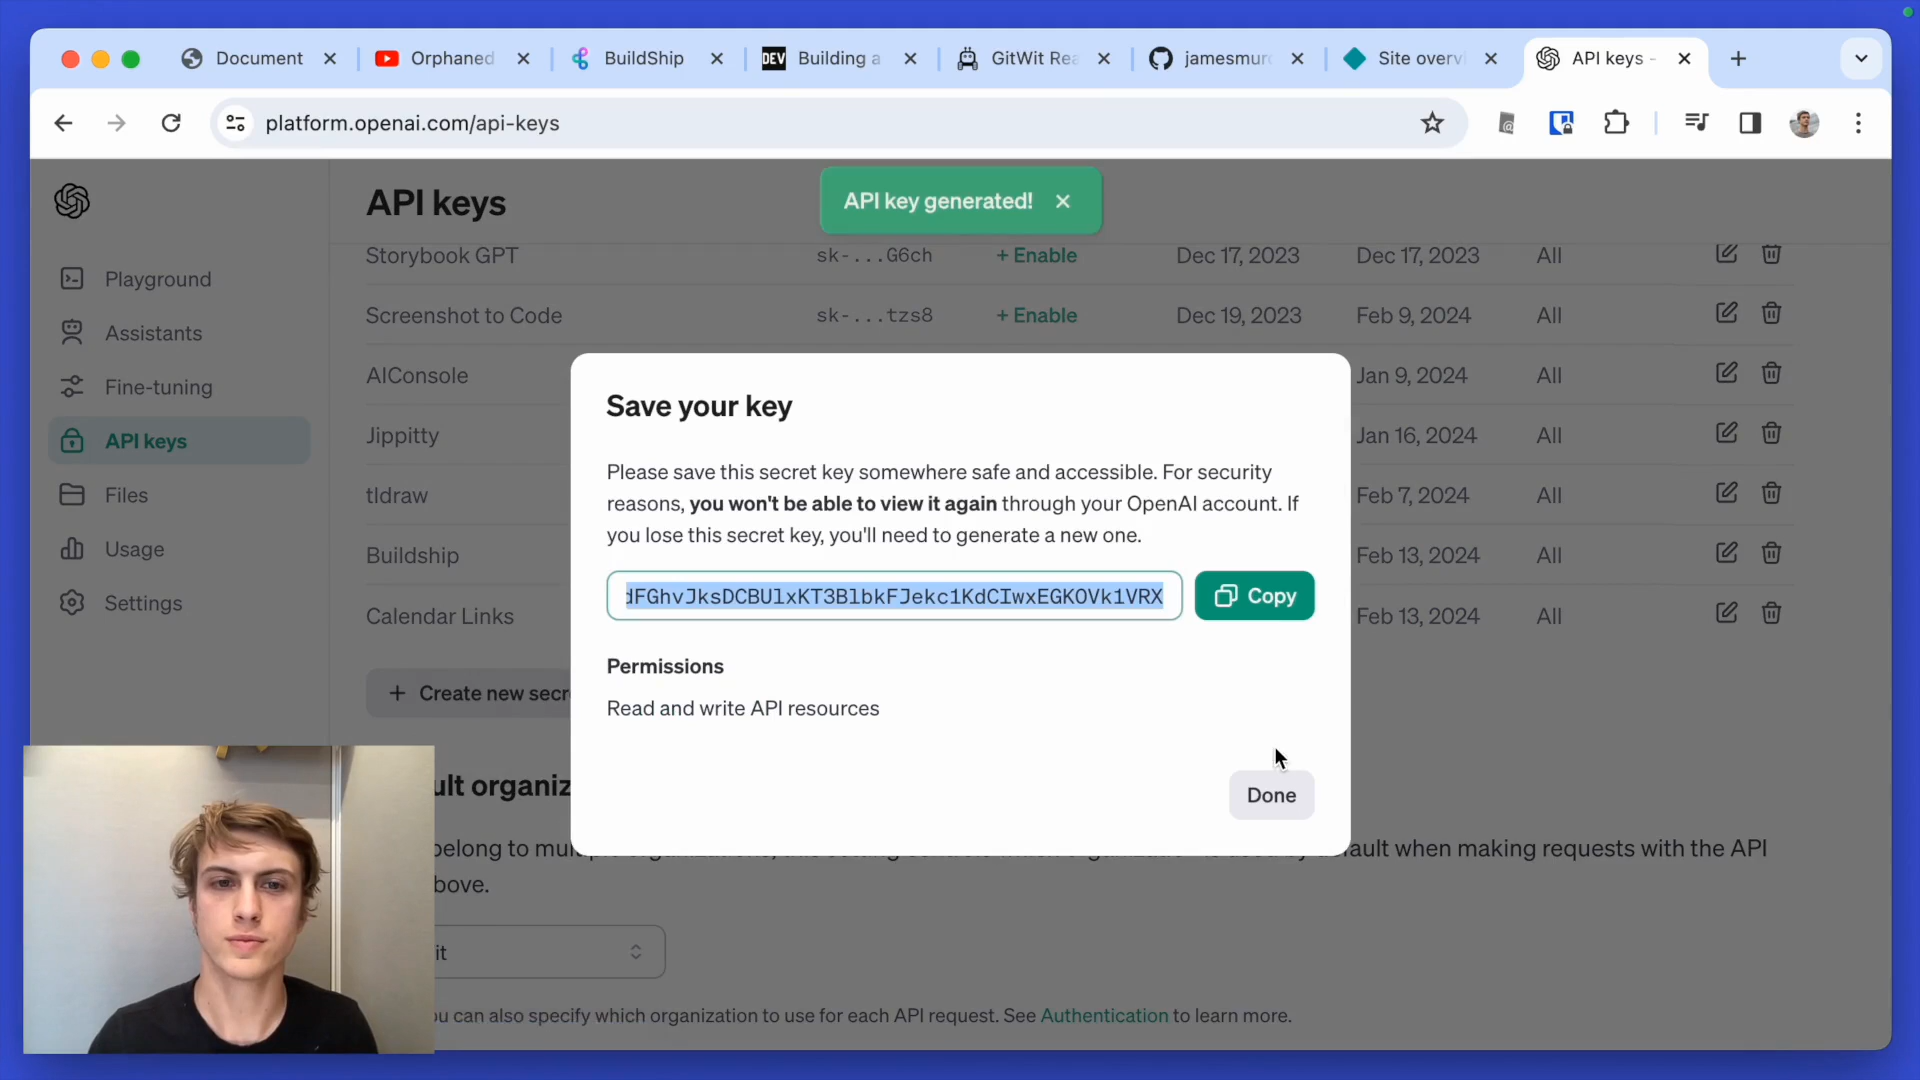 Document
Orphaned
BuildShip
DEV
Building a
GitWit Rea
jamesmur
Site overv
API keys -
platform.openai.com/api-keys
API keys
API key generated!
Playground
Assistants
Fine-tuning
API keys
Files
Usage
Settings
Storybook GPT sk-...G6ch + Enable Dec 17, 2023 Dec 17, 2023 All
Screenshot to Code sk-...tzs8 + Enable Dec 19, 2023 Feb 9, 2024 All
AIConsole Jan 9, 2024 All
Jippitty Jan 16, 2024 All
tldraw Feb 7, 2024 All
Buildship Feb 13, 2024 All
Calendar Links Feb 13, 2024 All
+ Create new secr
Save your key
Please save this secret key somewhere safe and accessible. For security
reasons, you won't be able to view it again through your OpenAI account. If
you lose this secret key, you'll need to generate a new one.
dFGhvJksDCBUlxKT3BlbkFJekc1KdCIwxEGKOVk1VRX
Copy
Permissions
Read and write API resources
Done
ult organiz
belong to mu
ault when making requests with the API
bove.
it
u can also specify which organization to use for each API request. See Authentication to learn more.